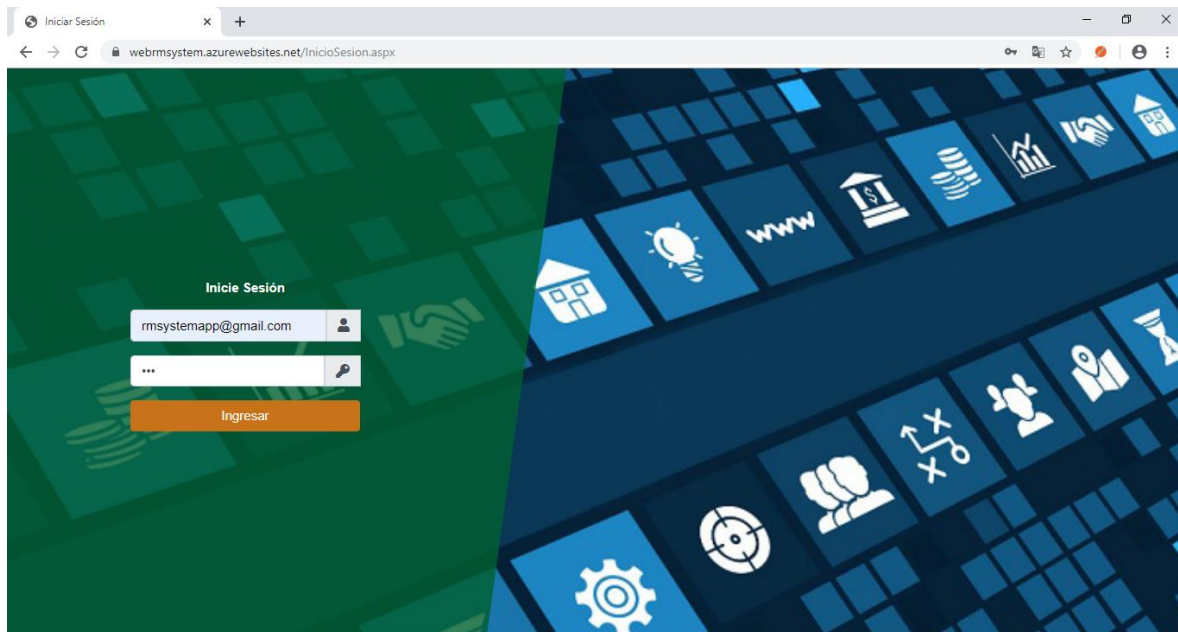 Iniciar Sesión
webrmsystem.azurewebsites.net/InicioSesion.aspx
Inicie Sesión
rmsystemapp@gmail.com
•••
Ingresar
www
$